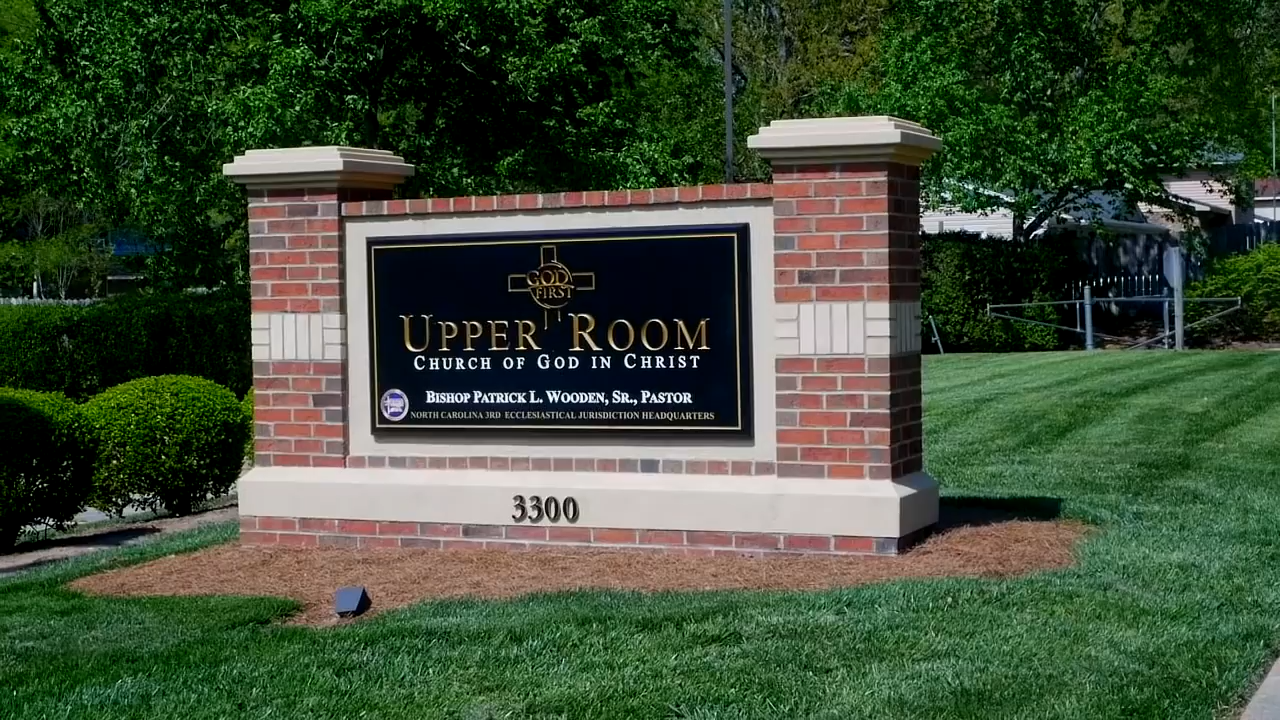 GOD
FIRST
UPPER ROOM
CHURCH OF GOD IN CHRIST
BISHOP PATRICK L. WOODEN, SR., PASTOR
NORTH CAROLINA 3RD ECCLESIASTICAL JURISDICTION HEADQUARTERS
3300